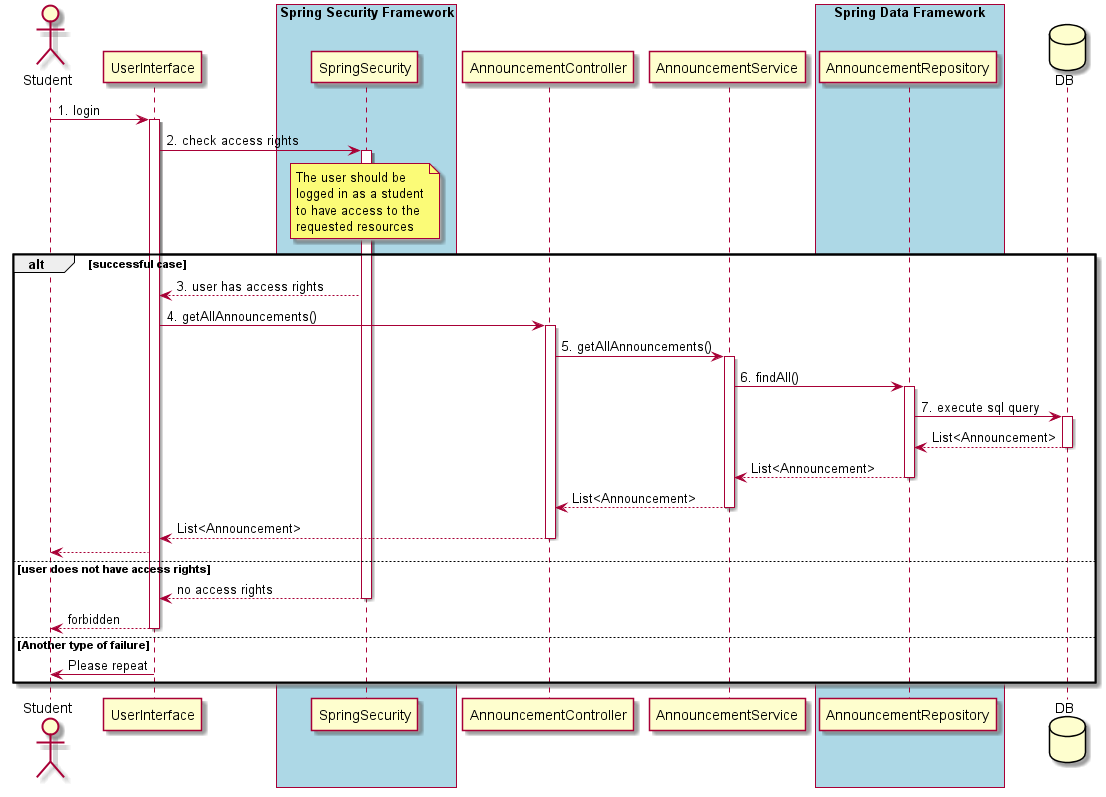 Spring Security Framework
Spring Data Framework
Student
UserInterface
SpringSecurity
AnnouncementController
AnnouncementService
AnnouncementRepository
DB
1. login
2. check access rights
The user should be
logged in as a student
to have access to the
requested resources
alt
[successful case]
3. user has access rights
4. getAllAnnouncements()
5. getAllAnnouncements()
6. findAll()
7. execute sql query
List<Announcement>
List<Announcement>
List<Announcement>
List<Announcement>
[user does not have access rights]
no access rights
forbidden
[Another type of failure]
Please repeat
Student
UserInterface
SpringSecurity
AnnouncementController
AnnouncementService
AnnouncementRepository
DB